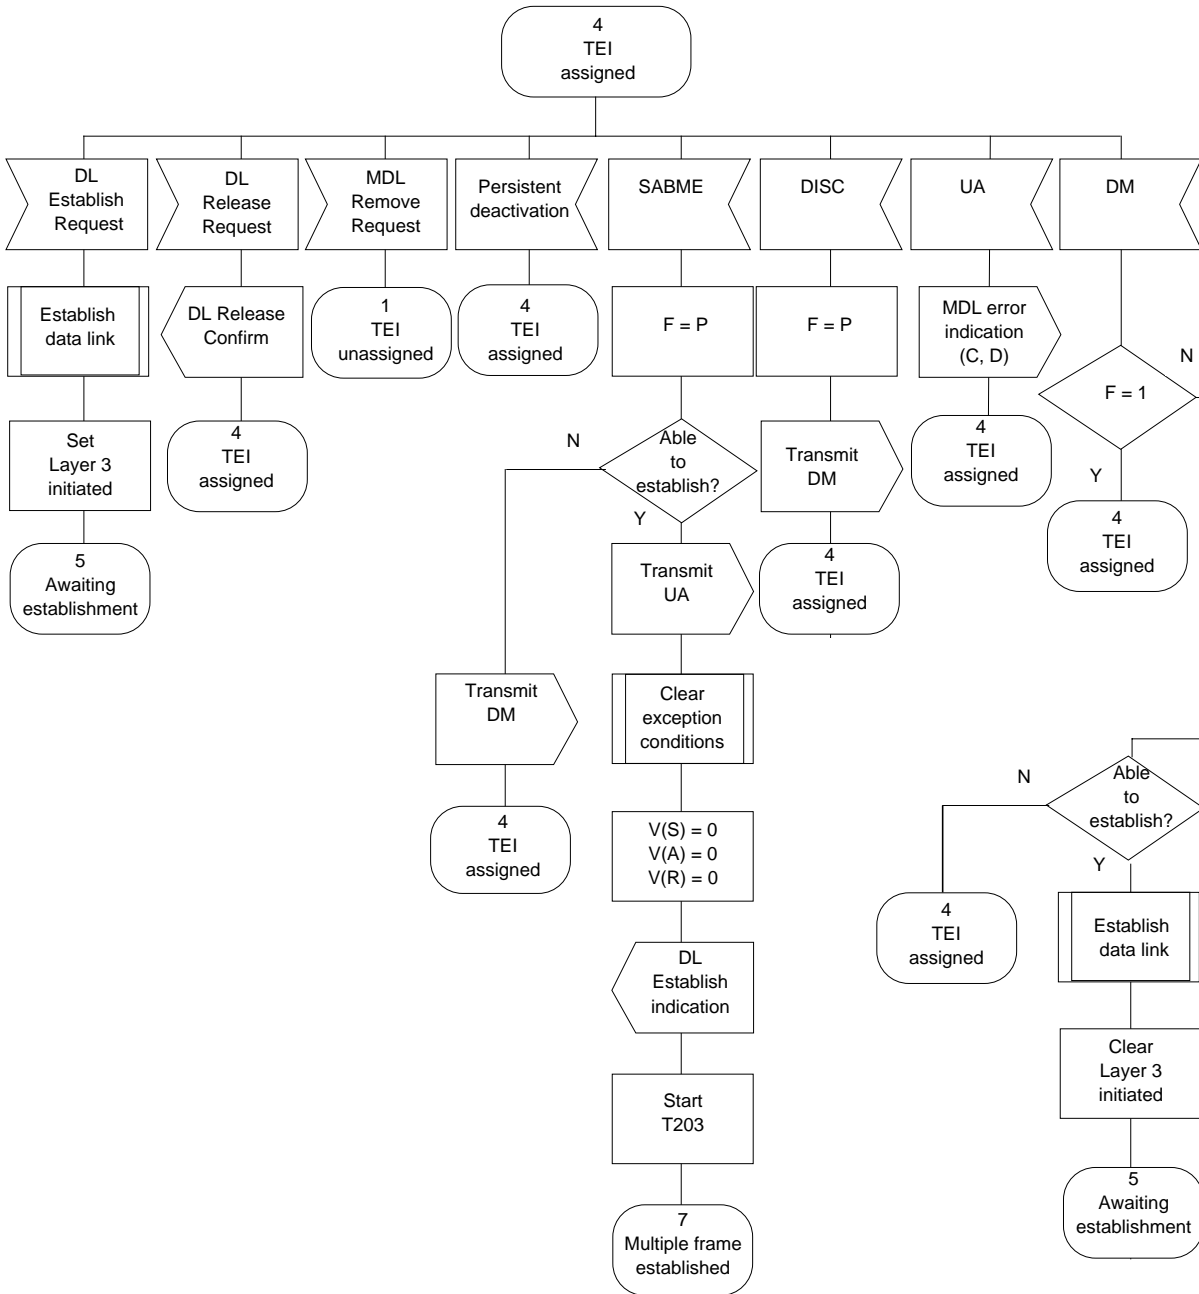 4
TEI
assigned
DL
Establish
Request
DL
Release
Request
MDL
Remove
Request
Persistent
deactivation
SABME
DISC
UA
DM
Establish
data link
DL Release
Confirm
1
TEI
unassigned
4
TEI
assigned
F = P
F = P
MDL error
indication
(C, D)
F = 1
N
Y
Set
Layer 3
initiated
4
TEI
assigned
N
Able
to
establish?
Y
Transmit
DM
4
TEI
assigned
4
TEI
assigned
5
Awaiting
establishment
Transmit
UA
4
TEI
assigned
Transmit
DM
Clear
exception
conditions
4
TEI
assigned
V(S) = 0
V(A) = 0
V(R) = 0
N
Able
to
establish?
Y
4
TEI
assigned
Establish
data link
DL
Establish
indication
Clear
Layer 3
initiated
Start
T203
5
Awaiting
establishment
7
Multiple frame
established